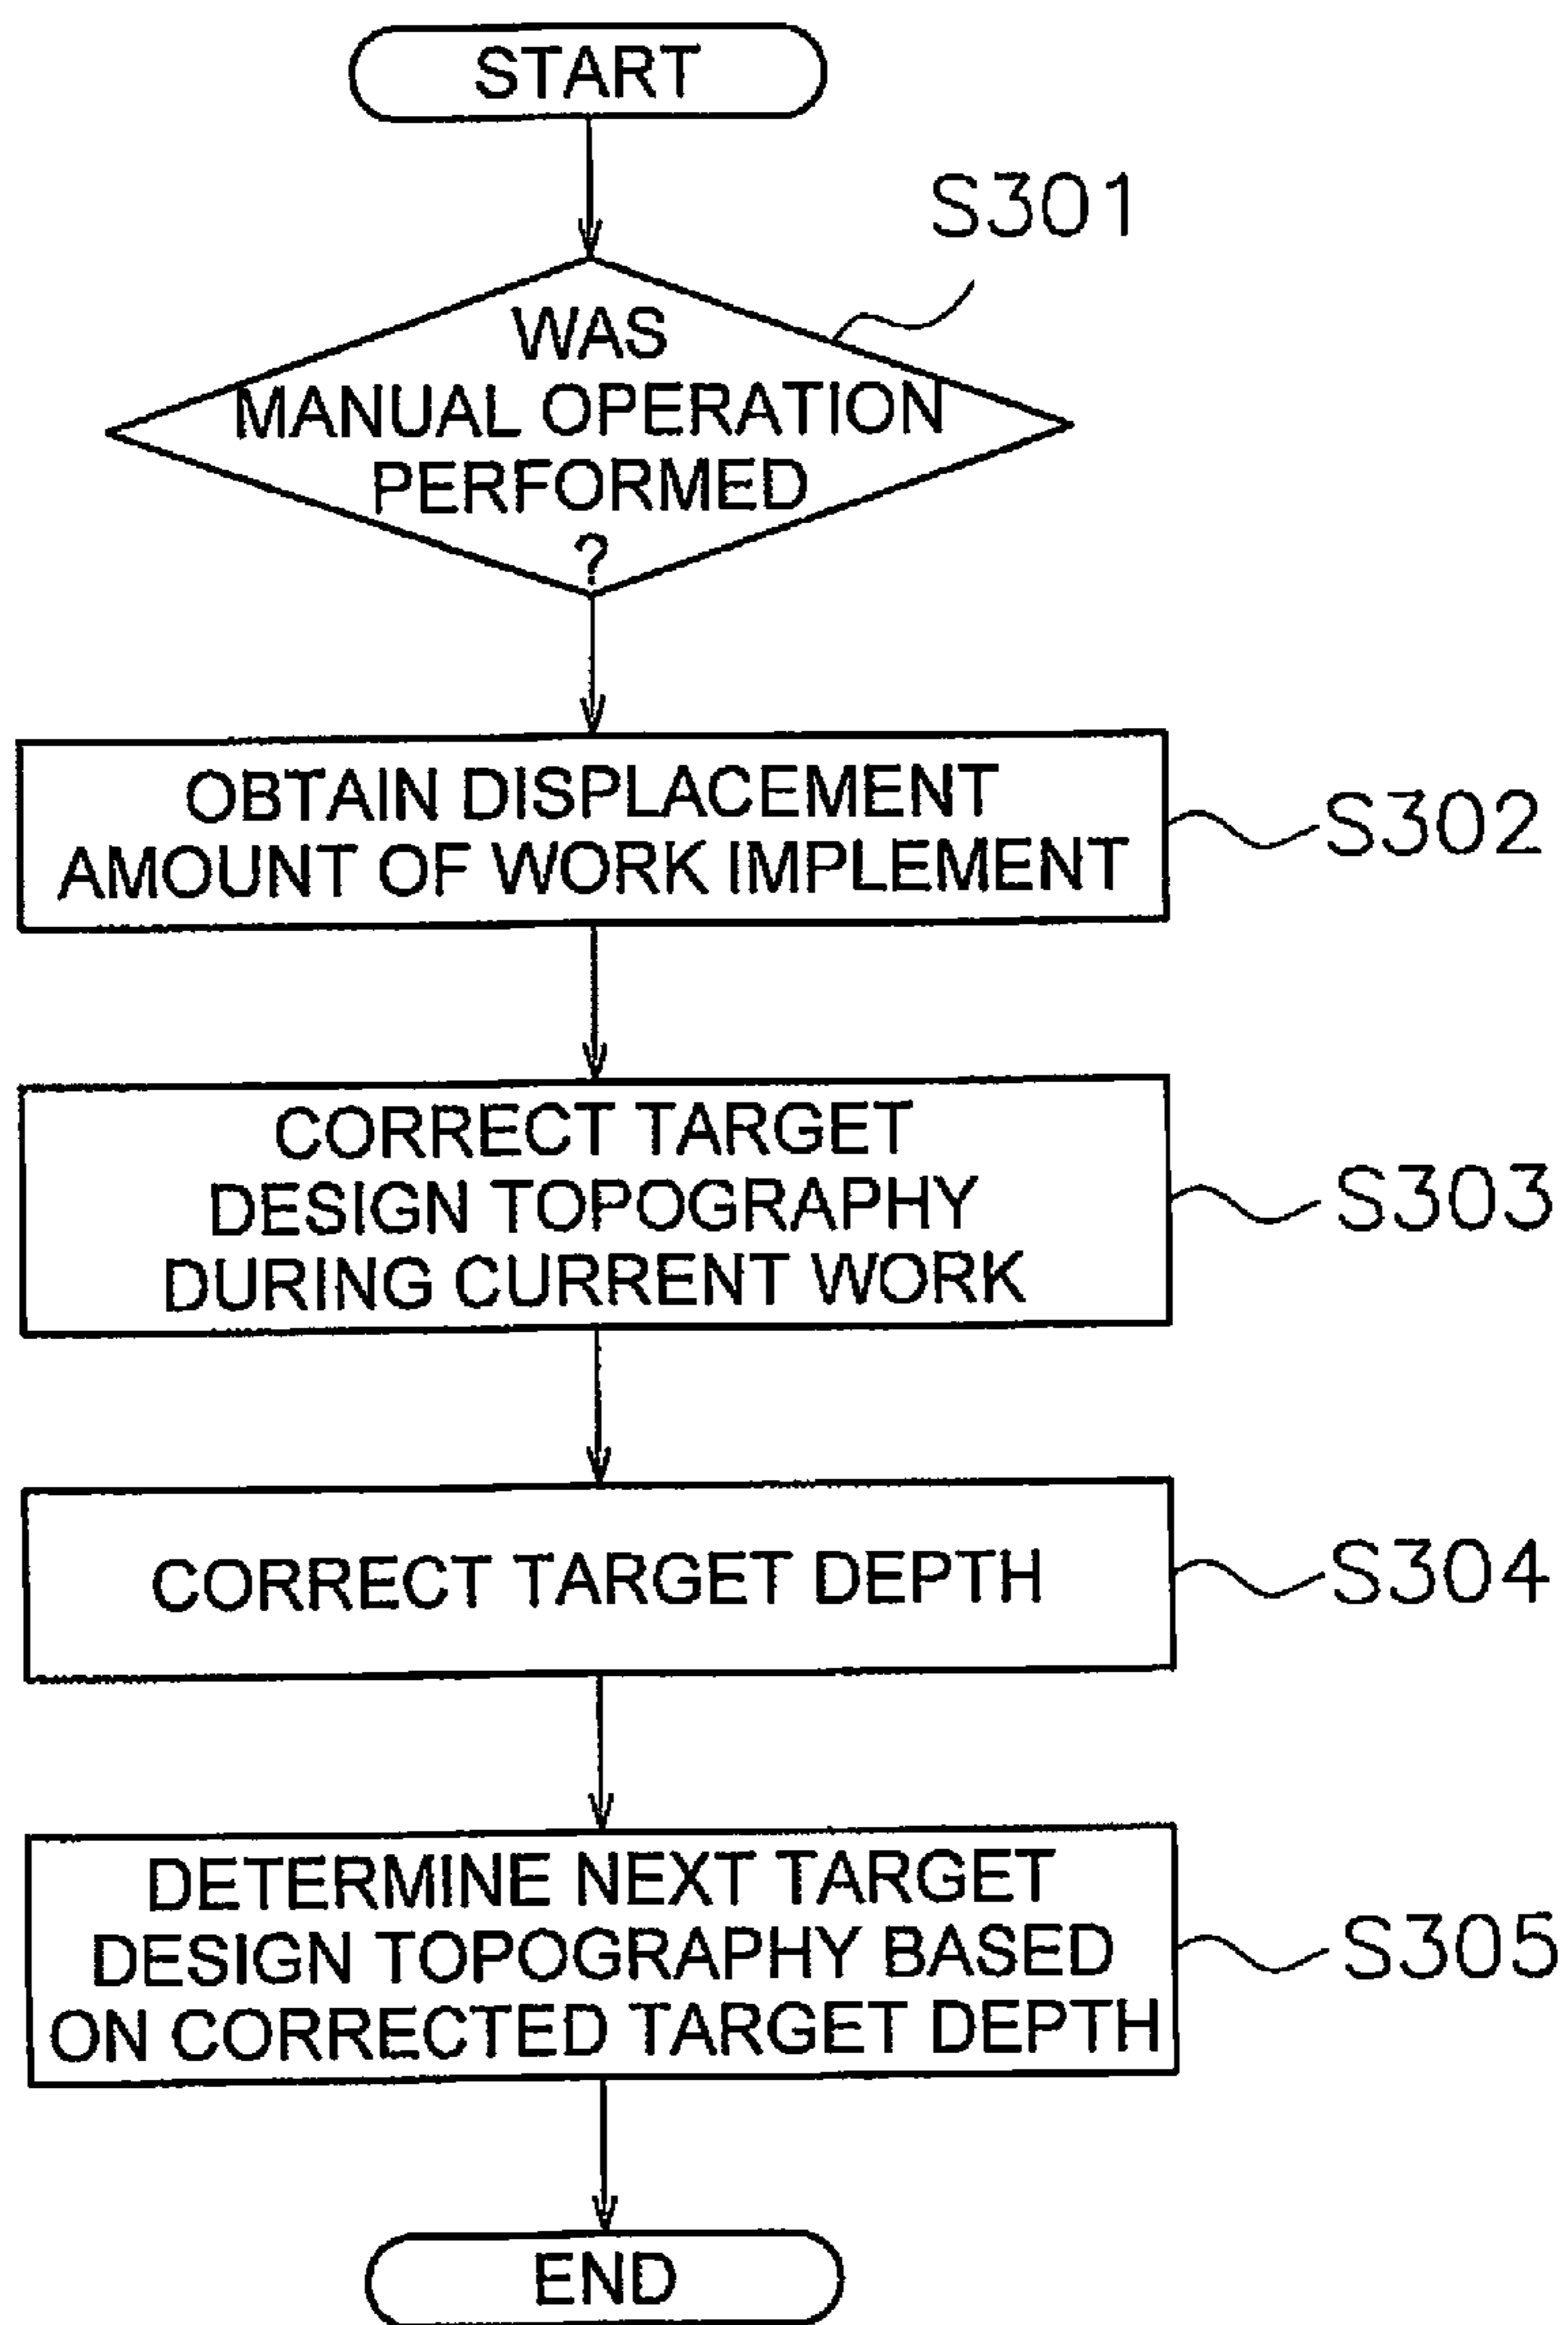 START
S301
WAS
MANUAL OPERATION
PERFORMED
?
OBTAIN DISPLACEMENT
AMOUNT OF WORK IMPLEMENT
S302
CORRECT TARGET
DESIGN TOPOGRAPHY
DURING CURRENT WORK
S303
CORRECT TARGET DEPTH
S304
DETERMINE NEXT TARGET
DESIGN TOPOGRAPHY BASED
ON CORRECTED TARGET DEPTH
S305
END